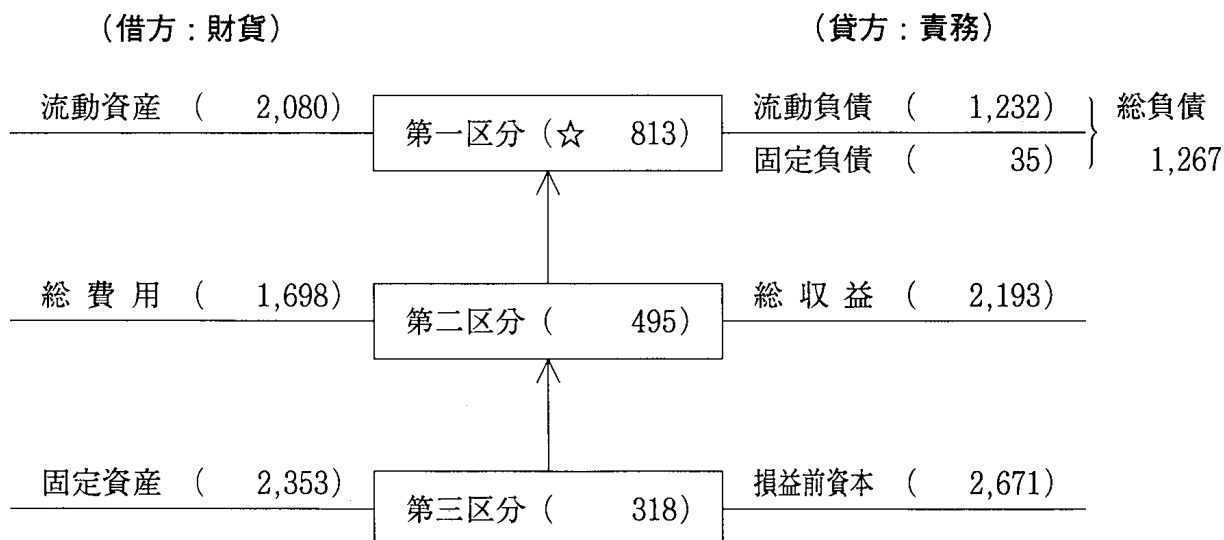 （借方：財貨） （貸方：責務）
流動資産 （ 2,080） 第一区分（☆ 813） 流動負債 （ 1,232） 総負債
固定負債 （ 35） 1,267
総費用 （ 1,698） 第二区分（ 495） 総収益 （ 2,193）
固定資産 （ 2,353） 第三区分（ 318） 損益前資本 （ 2,671）